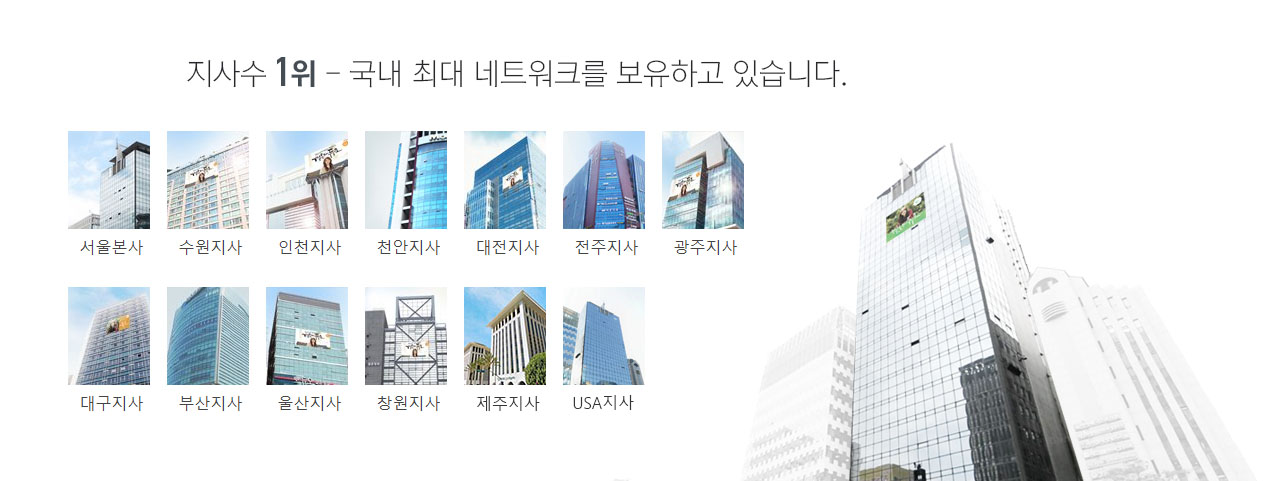 지사수 1위 – 국내 최대 네트워크를 보유하고 있습니다.
서울본사 수원지사 인천지사 천안지사 대전지사 전주지사 광주지사
대구지사 부산지사 울산지사 창원지사 제주지사 USA지사